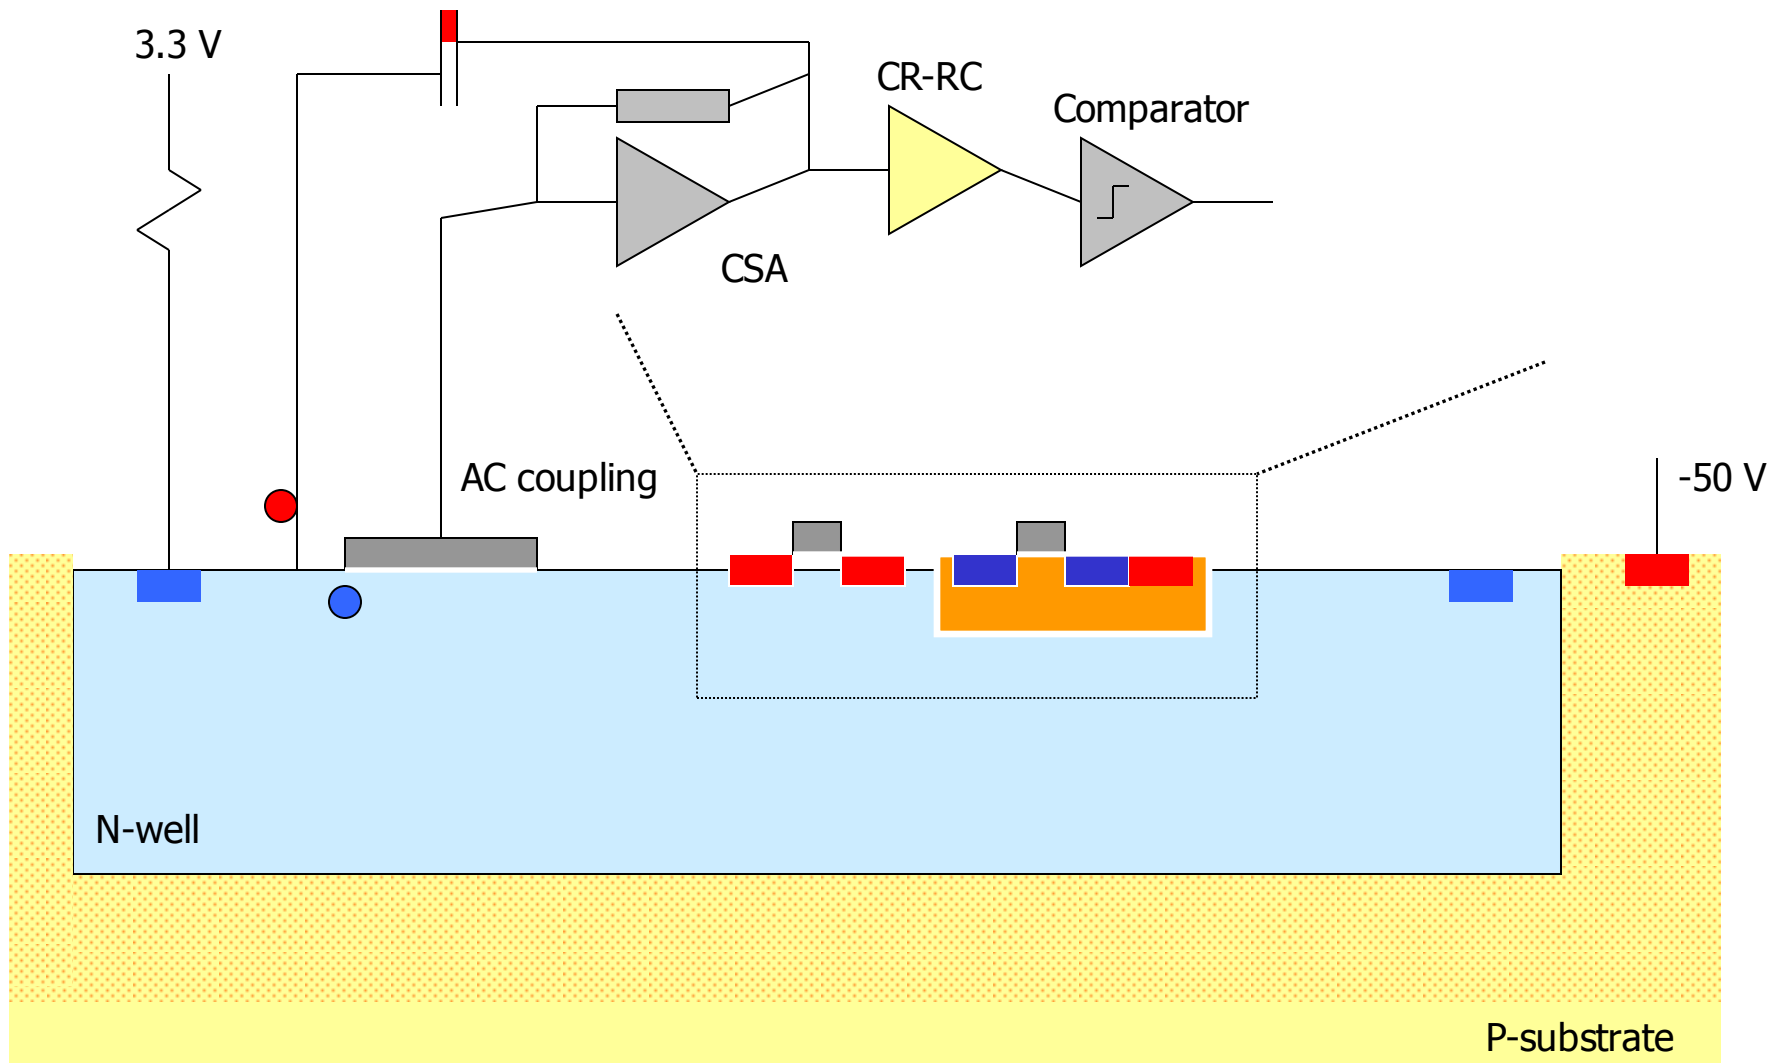 3.3 V
CR-RC
Comparator
CSA
AC coupling
-50 V
N-well
P-substrate